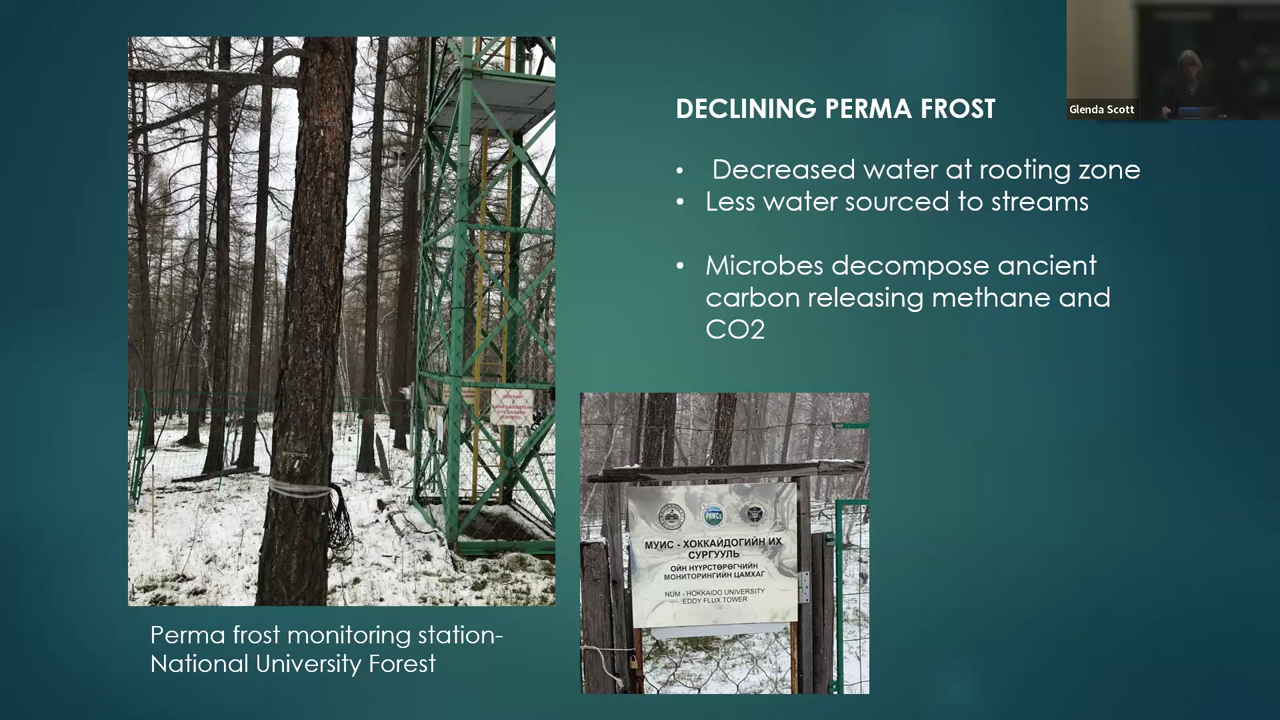 Glenda Scott
DECLINING PERMA FROST
• Decreased water at rooting zone
• Less water sourced to streams
• Microbes decompose ancient
carbon releasing methane and
CO2
МУИС - ХОККАЙДОГИЙН ИХ
СУРГУУЛЬ
ОЙН НҮҮРСТӨРӨГЧИЙН
МОНИТОРИНГИЙН ЦАМХАГ
NUM - HOKKAIDO UNIVERSITY
EDDY FLUX TOWER
Perma frost monitoring station-
National University Forest